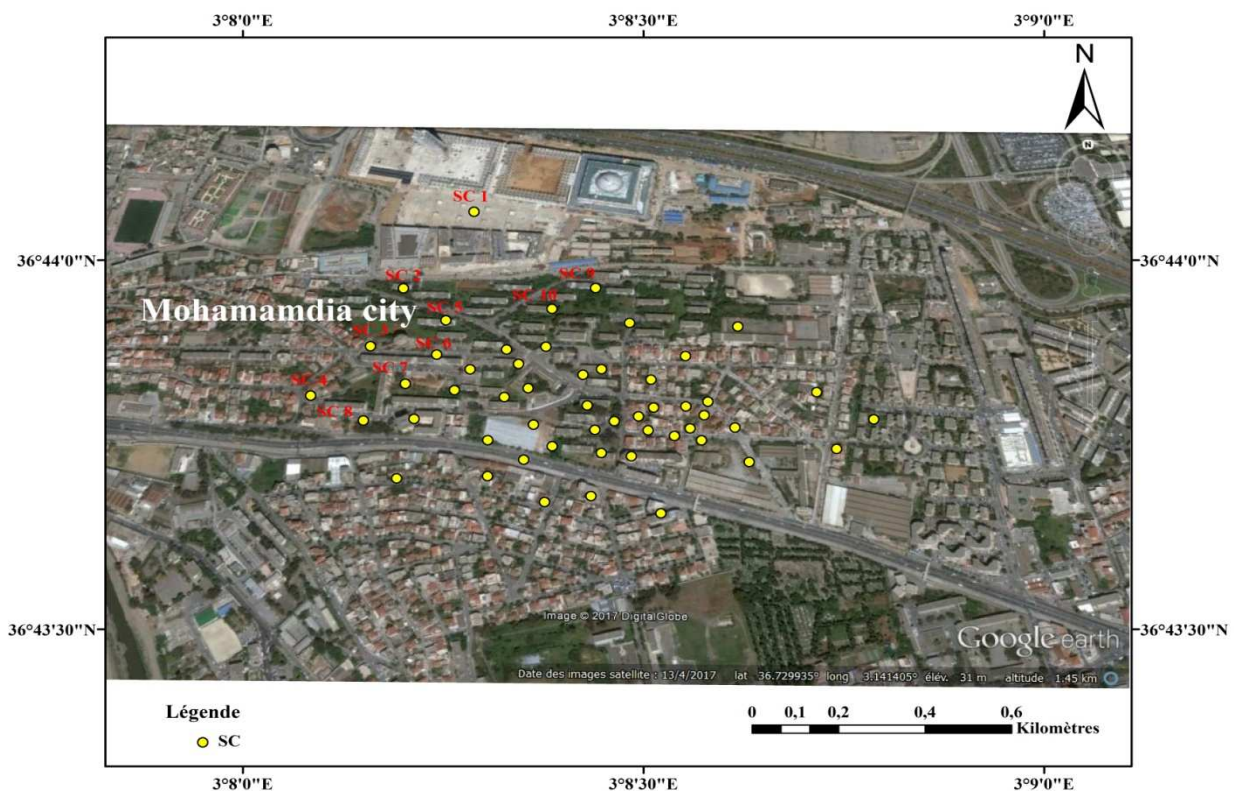 3°8'0"E 3°8'30"E 3°9'0"E
N
N
SC 1
36°44'0"N 36°44'0"N
SC 2 SC 9
SC 10
Mohamamdia city SC 5
SC 3 SC 6
SC 7
SC 4
SC 8
Image © 2017 DigitalGlobe
36°43'30"N Google earth 36°43'30"N
Date des images satellite : 13/4/2017 lat 36.729935° long 3.141405° élév. 31 m altitude 1.45 km
Légende
SC
0 0,1 0,2 0,4 0,6
Kilomètres
3°8'0"E 3°8'30"E 3°9'0"E